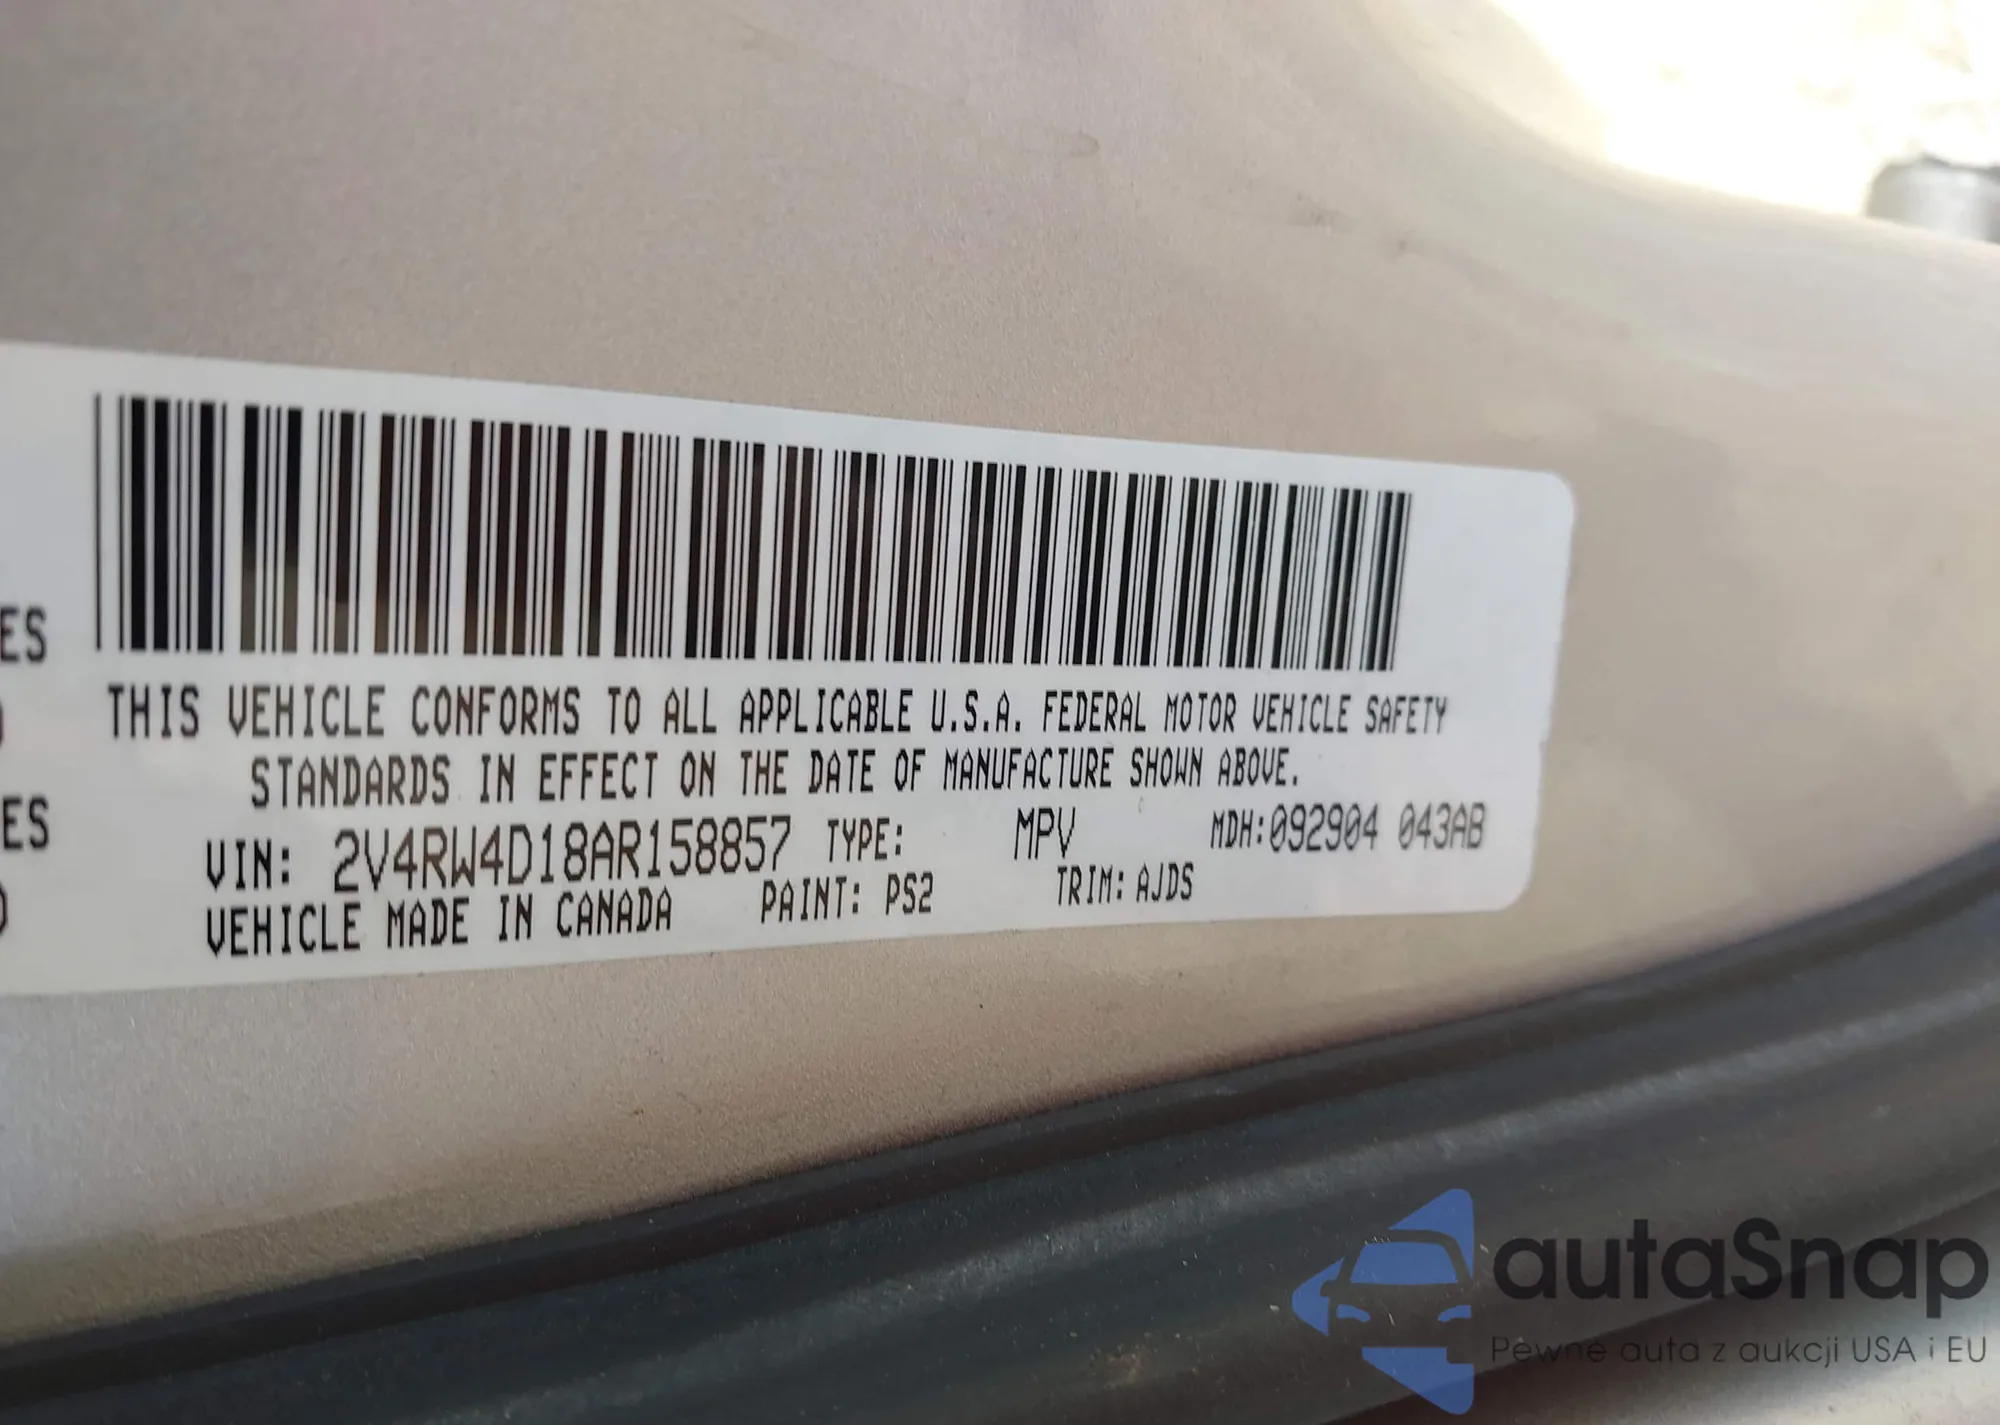 ES
THIS VEHICLE CONFORMS TO ALL APPLICABLE U.S.A. FEDERAL MOTOR VEHICLE SAFETY
STANDARDS IN EFFECT ON THE DATE OF MANUFACTURE SHOWN ABOVE.
ES
VIN: 2V4RW4D18AR158857 TYPE: MPV MDH:092904 043AB
VEHICLE MADE IN CANADA PAINT: PS2 TRIM: AJDS
autaSnap
Pewne auta z aukcji USA i EU